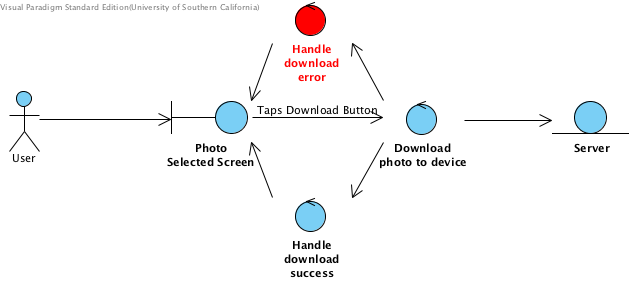 Visual Paradigm Standard Edition(University of Southern California)
Handle
download
error
Taps Download Button
User
Photo
Selected Screen
Download
photo to device
Server
Handle
download
success